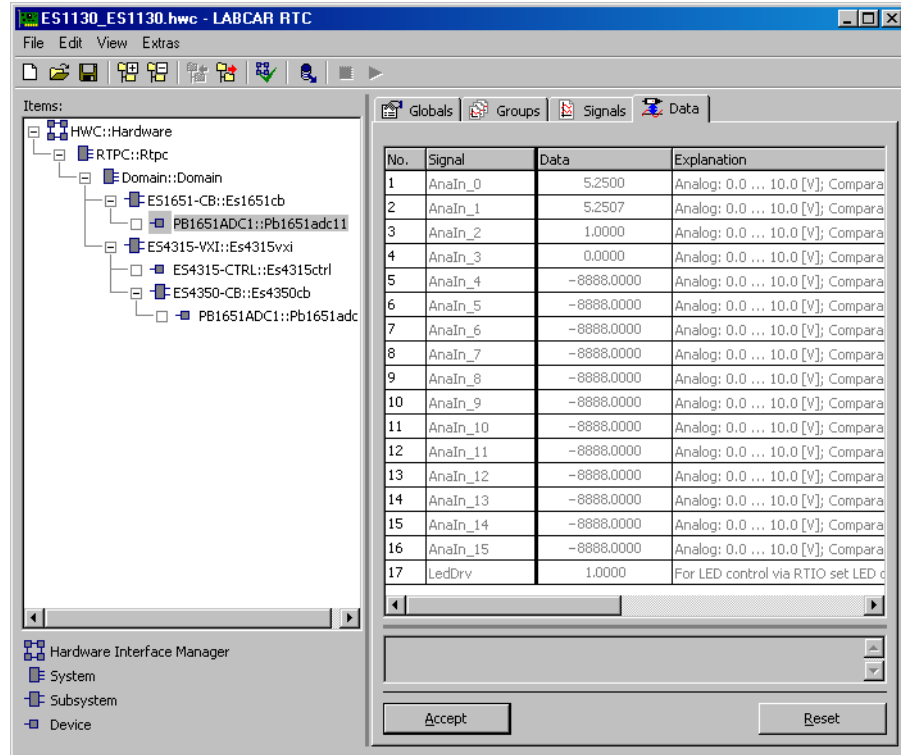 ES1130_ES1130.hwc - LABCAR RTC
File Edit View Extras
Items:
HWC::Hardware
RTPC::Rtpc
Domain::Domain
ES1651-CB::Es1651cb
PB1651ADC1::Pb1651adc11
ES4315-VXI::Es4315vxi
ES4315-CTRL::Es4315ctrl
ES4350-CB::Es4350cb
PB1651ADC1::Pb1651adc
Hardware Interface Manager
System
Subsystem
Device
Globals Groups Signals Data
No. Signal Data Explanation
1 AnaIn_0 5.2500 Analog: 0.0 ... 10.0 [V]; Compara
2 AnaIn_1 5.2507 Analog: 0.0 ... 10.0 [V]; Compara
3 AnaIn_2 1.0000 Analog: 0.0 ... 10.0 [V]; Compara
4 AnaIn_3 0.0000 Analog: 0.0 ... 10.0 [V]; Compara
5 AnaIn_4 -8888.0000 Analog: 0.0 ... 10.0 [V]; Compara
6 AnaIn_5 -8888.0000 Analog: 0.0 ... 10.0 [V]; Compara
7 AnaIn_6 -8888.0000 Analog: 0.0 ... 10.0 [V]; Compara
8 AnaIn_7 -8888.0000 Analog: 0.0 ... 10.0 [V]; Compara
9 AnaIn_8 -8888.0000 Analog: 0.0 ... 10.0 [V]; Compara
10 AnaIn_9 -8888.0000 Analog: 0.0 ... 10.0 [V]; Compara
11 AnaIn_10 -8888.0000 Analog: 0.0 ... 10.0 [V]; Compara
12 AnaIn_11 -8888.0000 Analog: 0.0 ... 10.0 [V]; Compara
13 AnaIn_12 -8888.0000 Analog: 0.0 ... 10.0 [V]; Compara
14 AnaIn_13 -8888.0000 Analog: 0.0 ... 10.0 [V]; Compara
15 AnaIn_14 -8888.0000 Analog: 0.0 ... 10.0 [V]; Compara
16 AnaIn_15 -8888.0000 Analog: 0.0 ... 10.0 [V]; Compara
17 LedDrv 1.0000 For LED control via RTIO set LED
Accept Reset